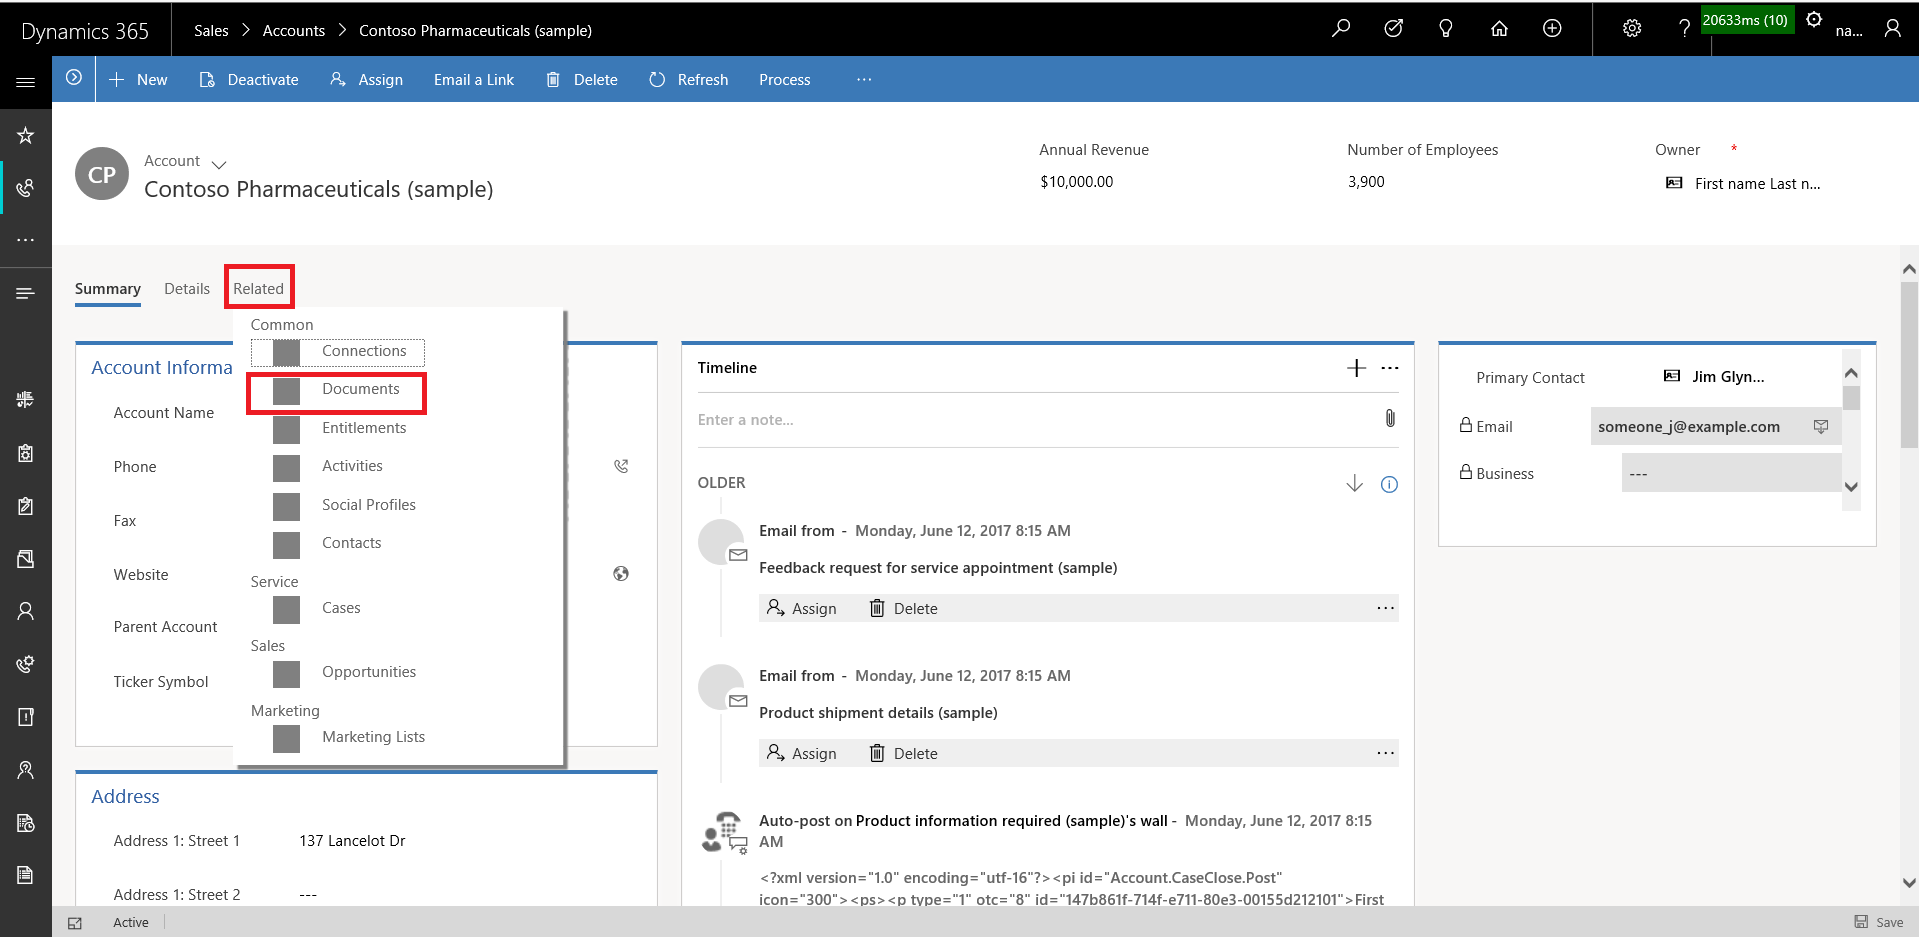 Dynamics 365
Sales > Accounts > Contoso Pharmaceuticals (sample)
? 20633ms (10) na...
New Deactivate Assign Email a Link Delete Refresh Process ...
CP
Account
Contoso Pharmaceuticals (sample)
Annual Revenue
$10,000.00
Number of Employees
3,900
Owner *
First name Last n...
Summary Details Related
Common
Connections
Documents
Entitlements
Activities
Social Profiles
Contacts
Service
Cases
Sales
Opportunities
Marketing
Marketing Lists
Account Informa
Account Name
Phone
Fax
Website
Parent Account
Ticker Symbol
Address
Address 1: Street 1 137 Lancelot Dr
Address 1: Street 2 ---
Timeline
Enter a note...
OLDER
Email from - Monday, June 12, 2017 8:15 AM
Feedback request for service appointment (sample)
Assign Delete ...
Email from - Monday, June 12, 2017 8:15 AM
Product shipment details (sample)
Assign Delete ...
Auto-post on Product information required (sample)'s wall - Monday, June 12, 2017 8:15
AM
<?xml version="1.0" encoding="utf-16"?><pi id="Account.CaseClose.Post"
icon="300"><ps><p type="1" otc="8" id="147b861f-714f-e711-80e3-00155d212101">First
Primary Contact Jim Glyn...
Email someone_j@example.com
Business ---
Active
Save